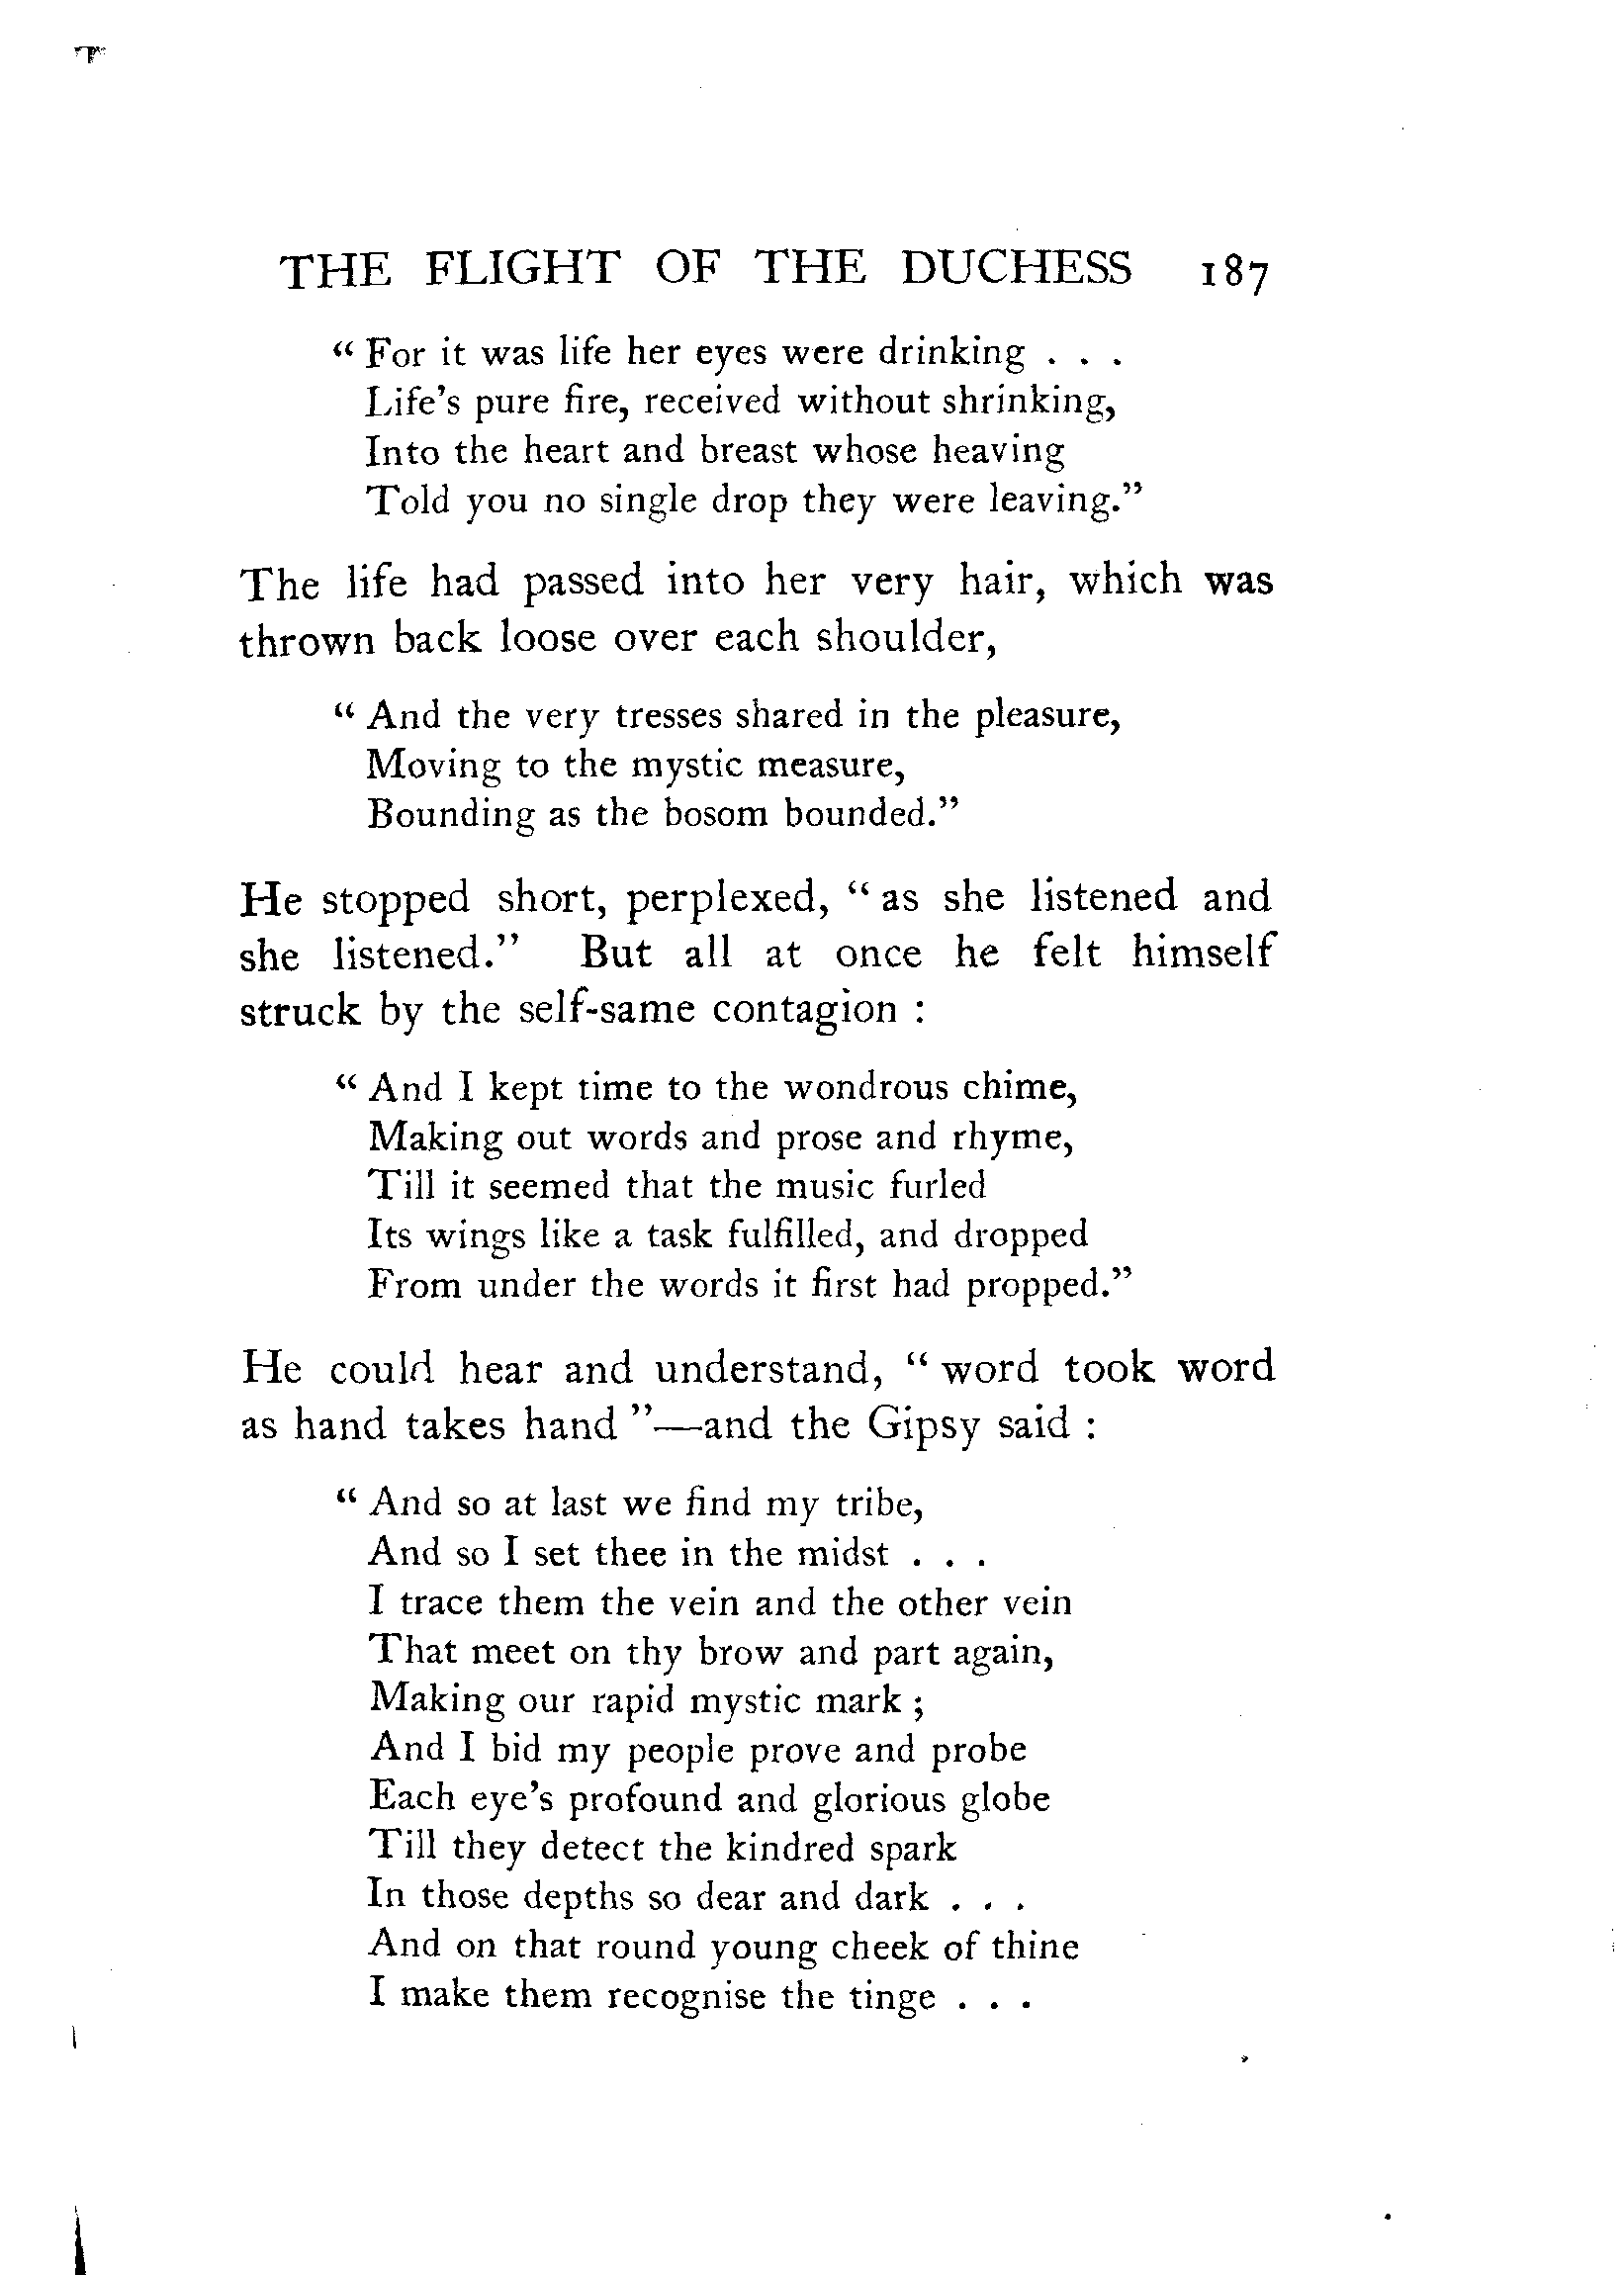 THE FLIGHT OF THE DUCHESS 187
“ For it was life her eyes were drinking . . .
Life's pure fire, received without shrinking,
Into the heart and breast whose heaving
Told you no single drop they were leaving.”
The life had passed into her very hair, which was
thrown back loose over each shoulder,
“ And the very tresses shared in the pleasure,
Moving to the mystic measure,
Bounding as the bosom bounded.”
He stopped short, perplexed, “ as she listened and
she listened.” But all at once he felt himself
struck by the self-same contagion :
“ And I kept time to the wondrous chime,
Making out words and prose and rhyme,
Till it seemed that the music furled
Its wings like a task fulfilled, and dropped
From under the words it first had propped.”
He could hear and understand, “ word took word
as hand takes hand ”—and the Gipsy said :
“ And so at last we find my tribe,
And so I set thee in the midst . . .
I trace them the vein and the other vein
That meet on thy brow and part again,
Making our rapid mystic mark ;
And I bid my people prove and probe
Each eye's profound and glorious globe
Till they detect the kindred spark
In those depths so dear and dark . . .
And on that round young cheek of thine
I make them recognise the tinge . . .